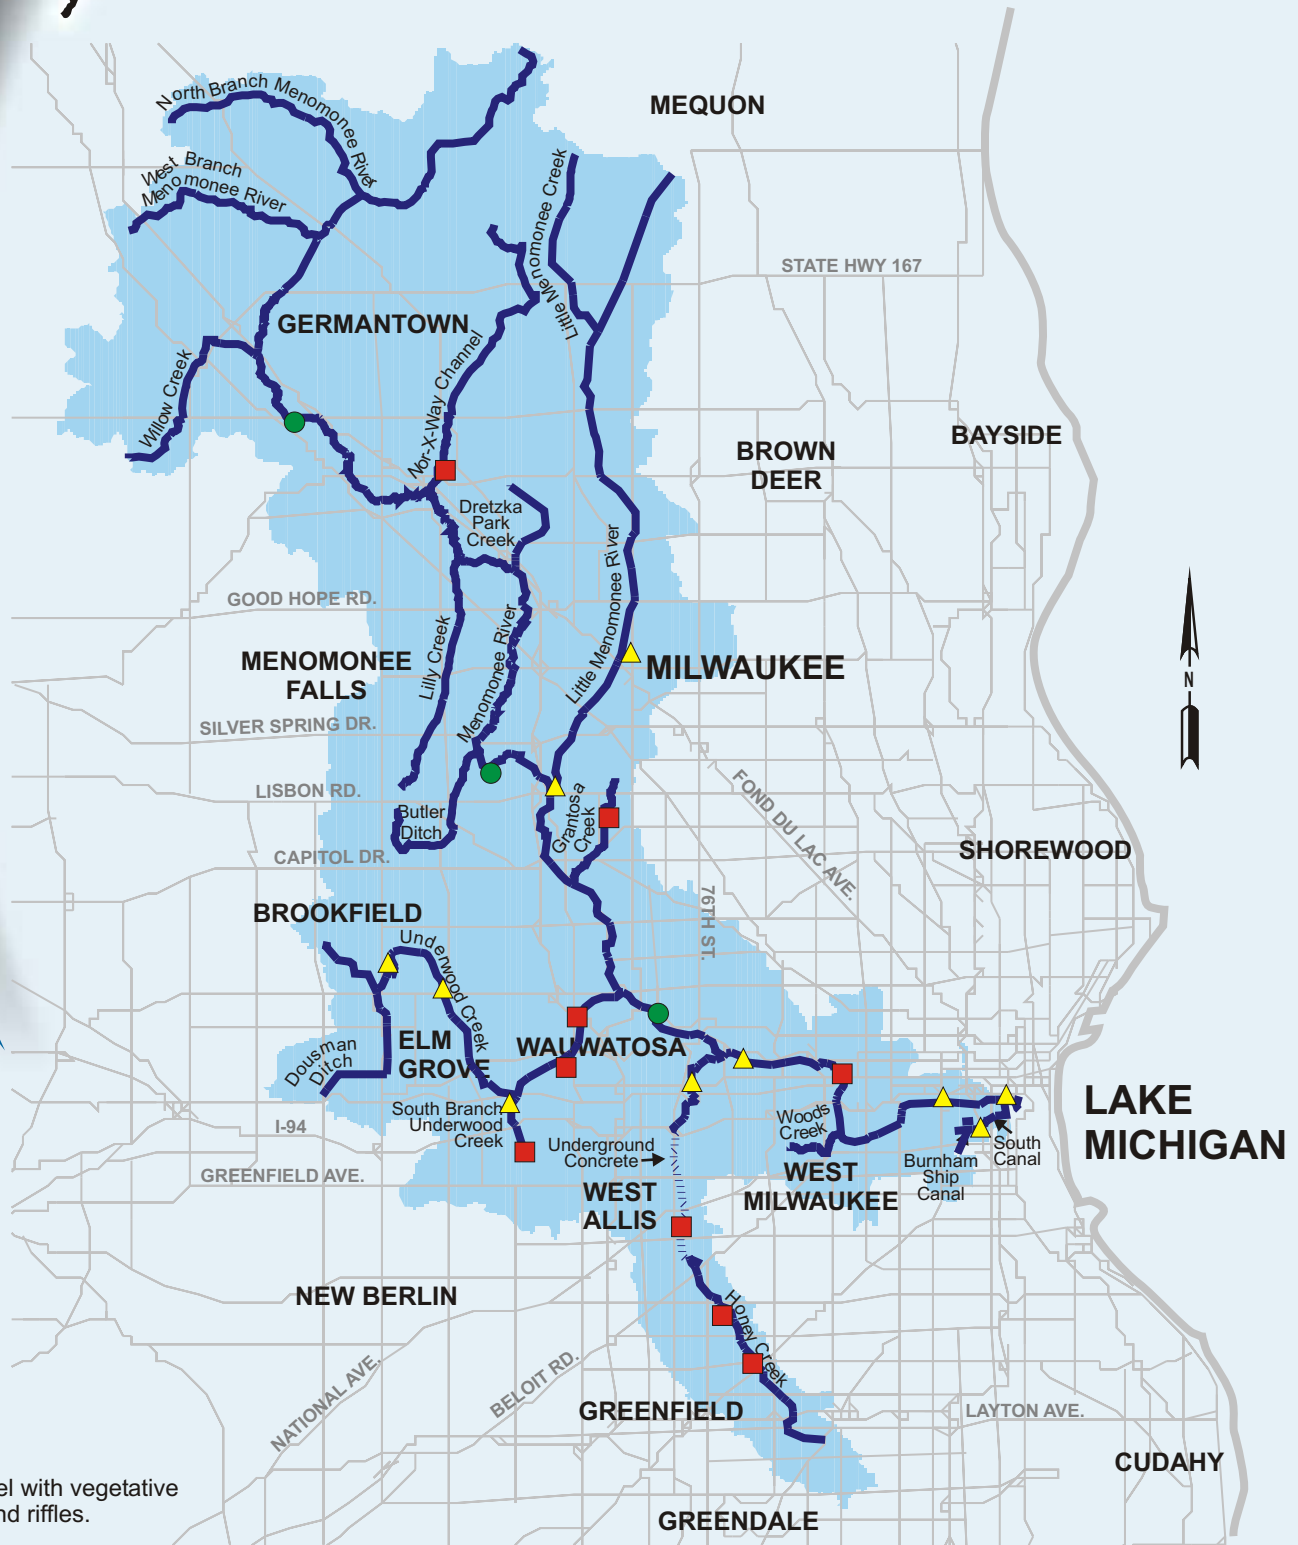 MEQUON
North Branch Menomonee River
West Branch
Menomonee River
Little Menomonee Creek
STATE HWY 167
GERMANTOWN
Willow Creek
Nor-X-Way Channel
BAYSIDE
BROWN
DEER
Dretzka
Park
Creek
Little Menomonee River
GOOD HOPE RD.
MENOMONEE
FALLS
Lilly Creek
Menomonee River
MILWAUKEE
N
SILVER SPRING DR.
LISBON RD.
Butler
Ditch
Grantosa
Creek
FOND DU LAC AVE.
CAPITOL DR.
SHOREWOOD
76TH ST.
BROOKFIELD
Underwood Creek
ELM
GROVE
WAUWATOSA
Dousman
Ditch
South Branch
Underwood
Creek
I-94
Woods
Creek
LAKE
MICHIGAN
Underground
Concrete
South
Canal
Burnham
Ship
Canal
GREENFIELD AVE.
WEST
ALLIS
WEST
MILWAUKEE
NEW BERLIN
Honey Creek
NATIONAL AVE.
BELOIT RD.
GREENFIELD
LAYTON AVE.
CUDAHY
el with vegetative
nd riffles.
GREENDALE